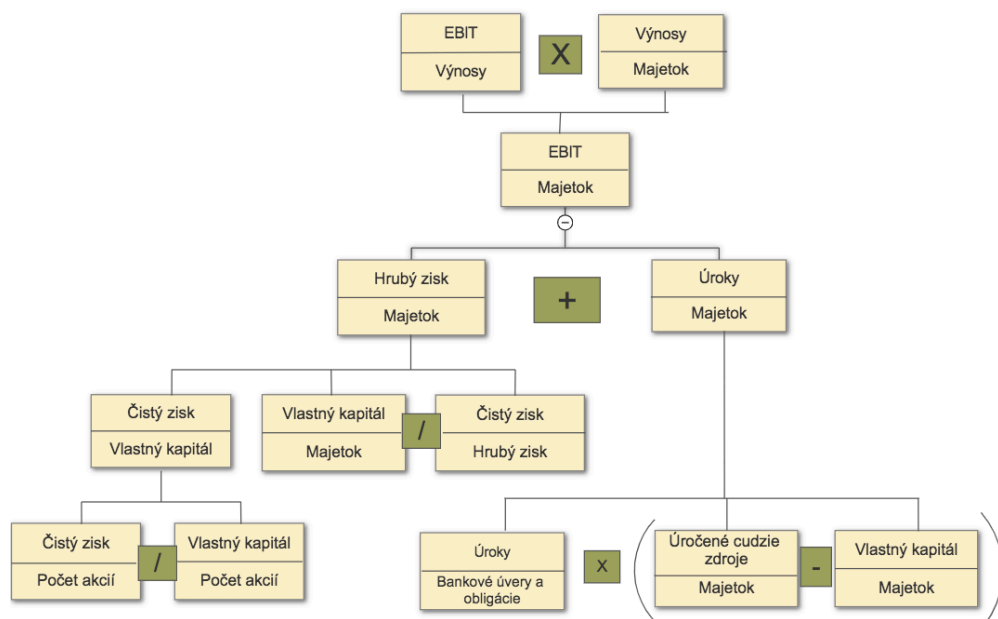 EBIT
Výnosy
X
Výnosy
Majetok
EBIT
Majetok
−
Hrubý zisk
Majetok
+
Úroky
Majetok
Čistý zisk
Vlastný kapitál
Vlastný kapitál
Majetok
/
Čistý zisk
Hrubý zisk
Čistý zisk
Počet akcií
/
Vlastný kapitál
Počet akcií
Úroky
Bankové úvery a
obligácie
x
(
Úročené cudzie
zdroje
Majetok
-
Vlastný kapitál
Majetok
)